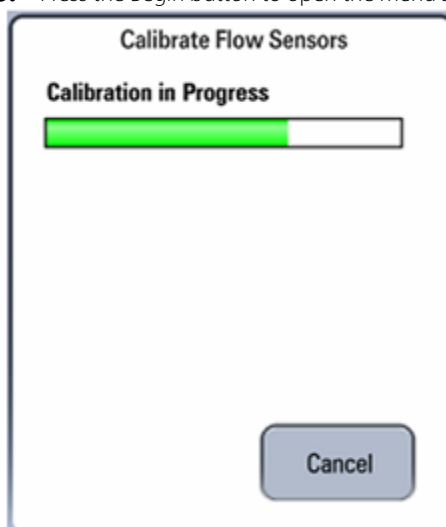 Press the Begin button to open the menu
Calibrate Flow Sensors
Calibration in Progress
Cancel